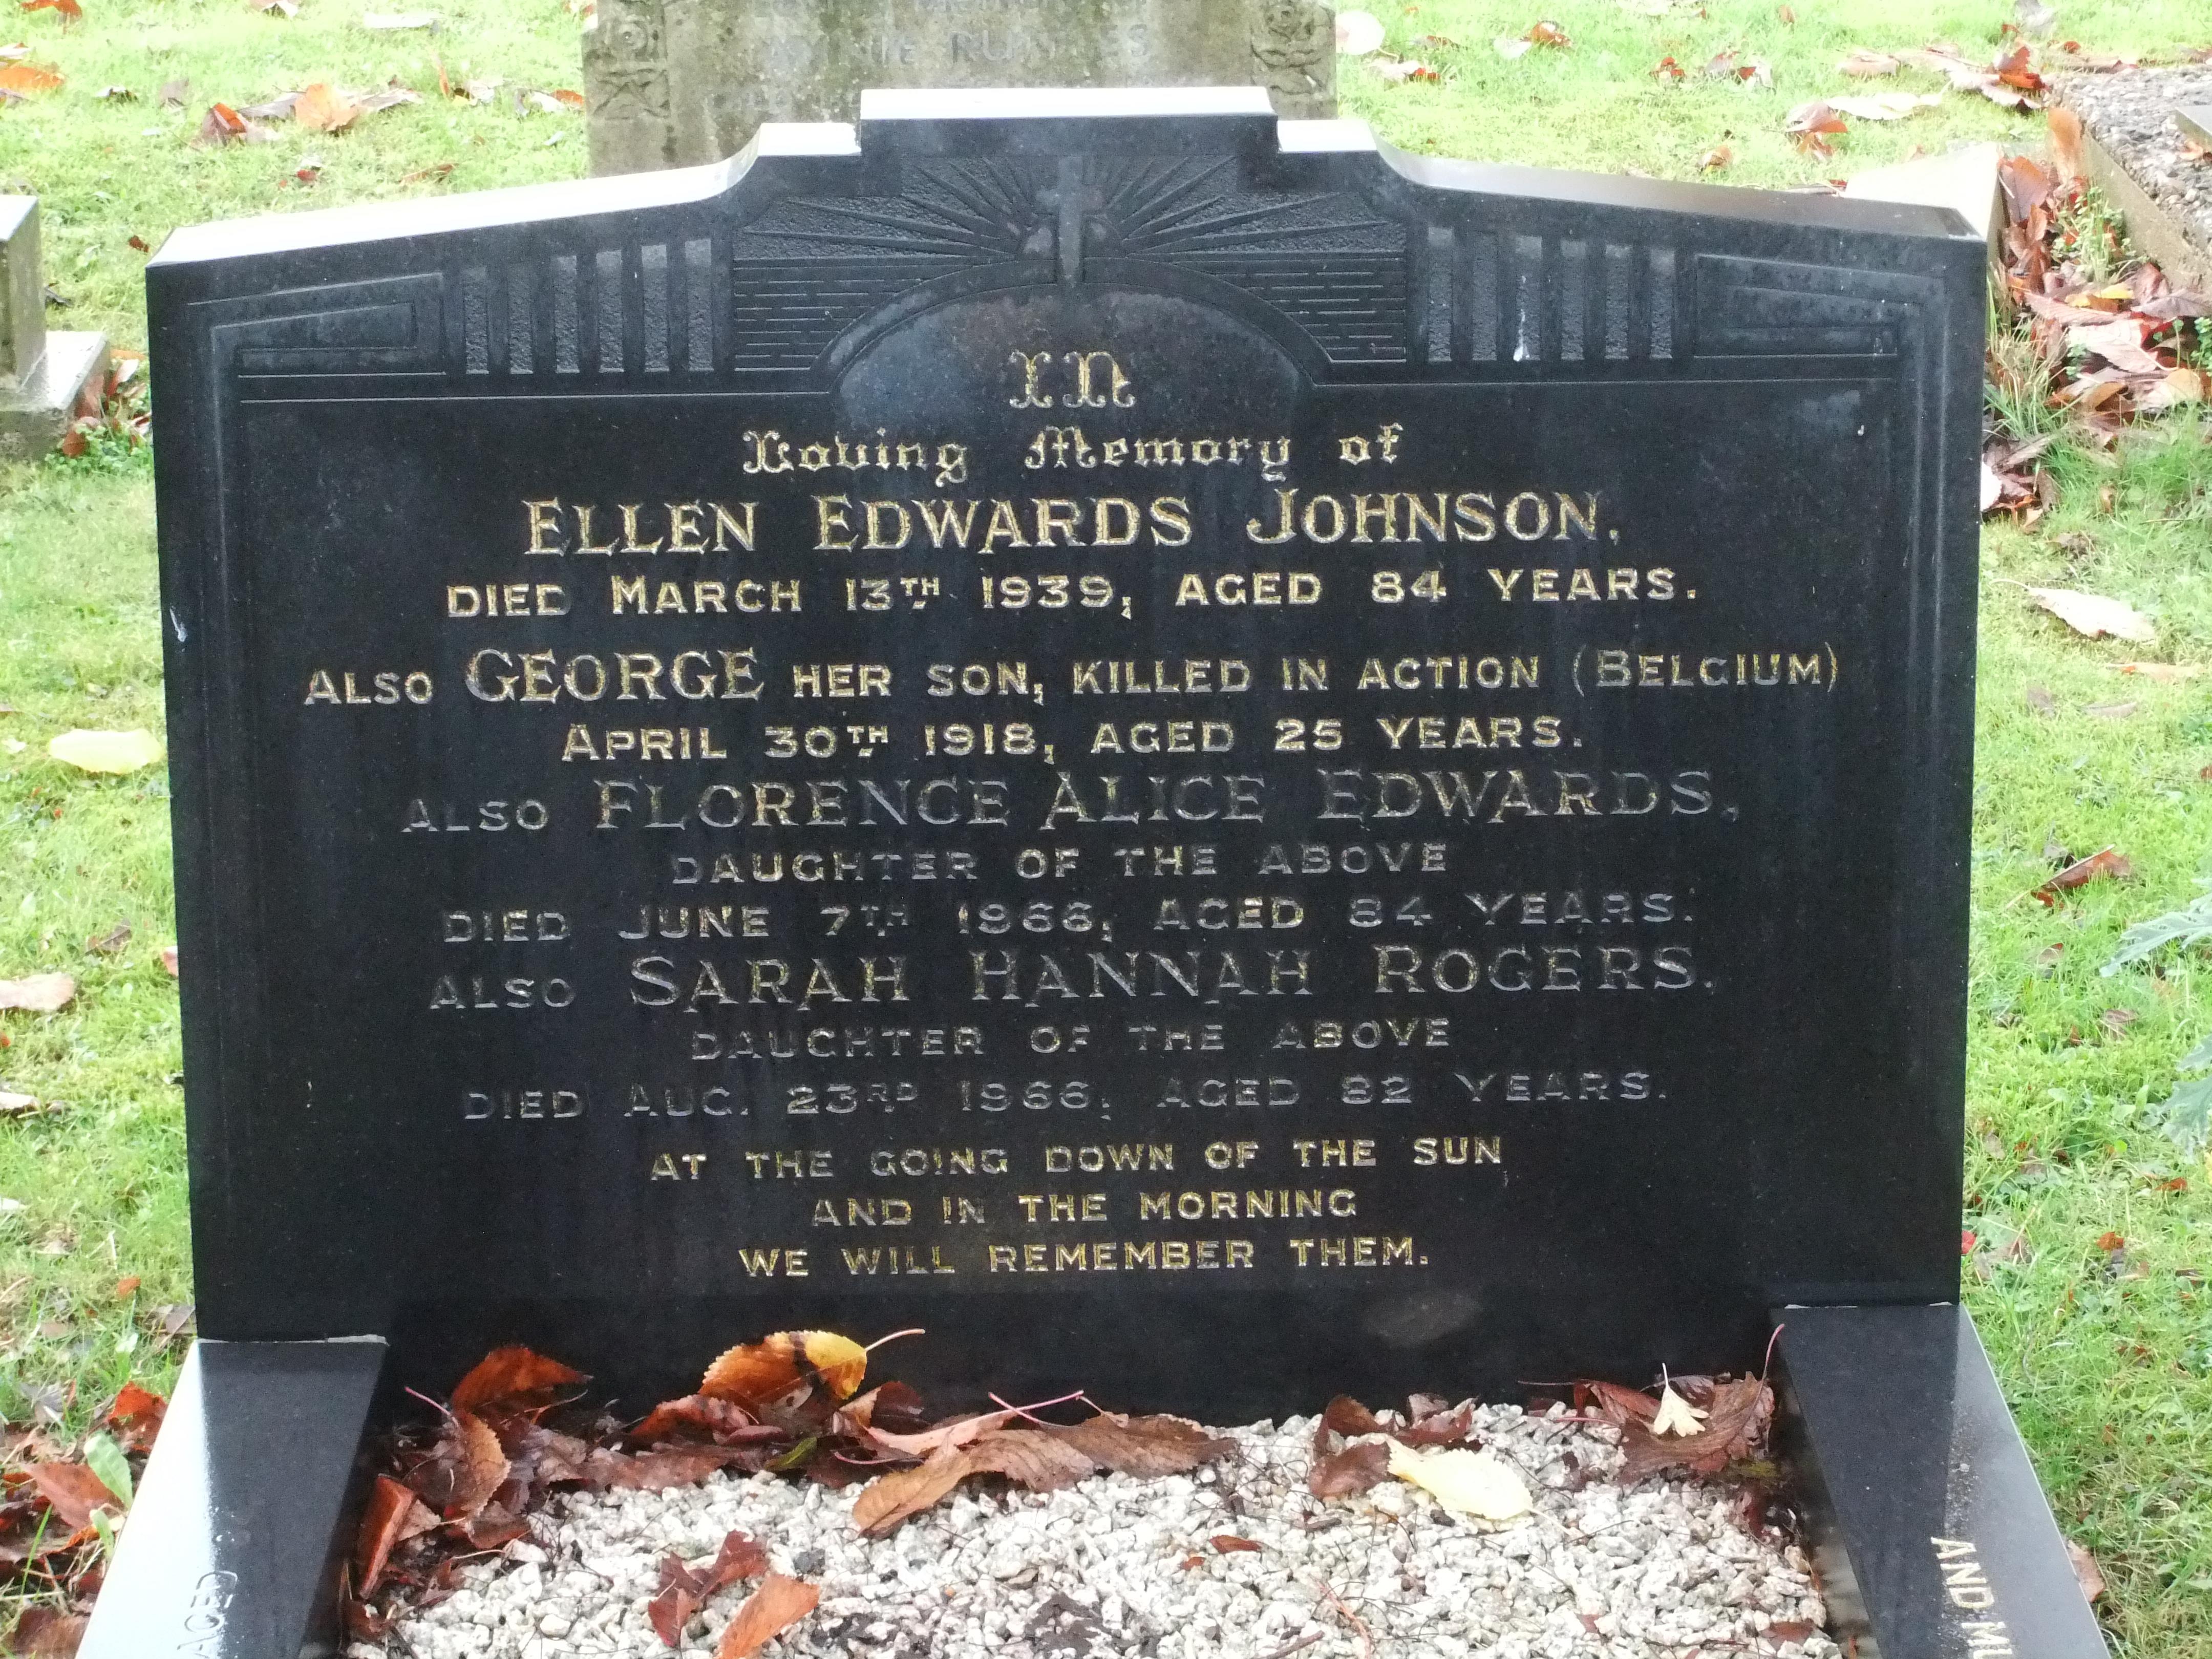 IN
Loving Memory of
ELLEN EDWARDS JOHNSON,
DIED MARCH 13TH 1939, AGED 84 YEARS.
ALSO GEORGE HER SON, KILLED IN ACTION (BELGIUM)
APRIL 30TH 1918, AGED 25 YEARS.
ALSO FLORENCE ALICE EDWARDS,
DAUGHTER OF THE ABOVE
DIED JUNE 7TH 1966, AGED 84 YEARS.
ALSO SARAH HANNAH ROGERS.
DAUGHTER OF THE ABOVE
DIED AUG. 23RD 1966, AGED 82 YEARS.
AT THE GOING DOWN OF THE SUN
AND IN THE MORNING
WE WILL REMEMBER THEM.
AGED
AND